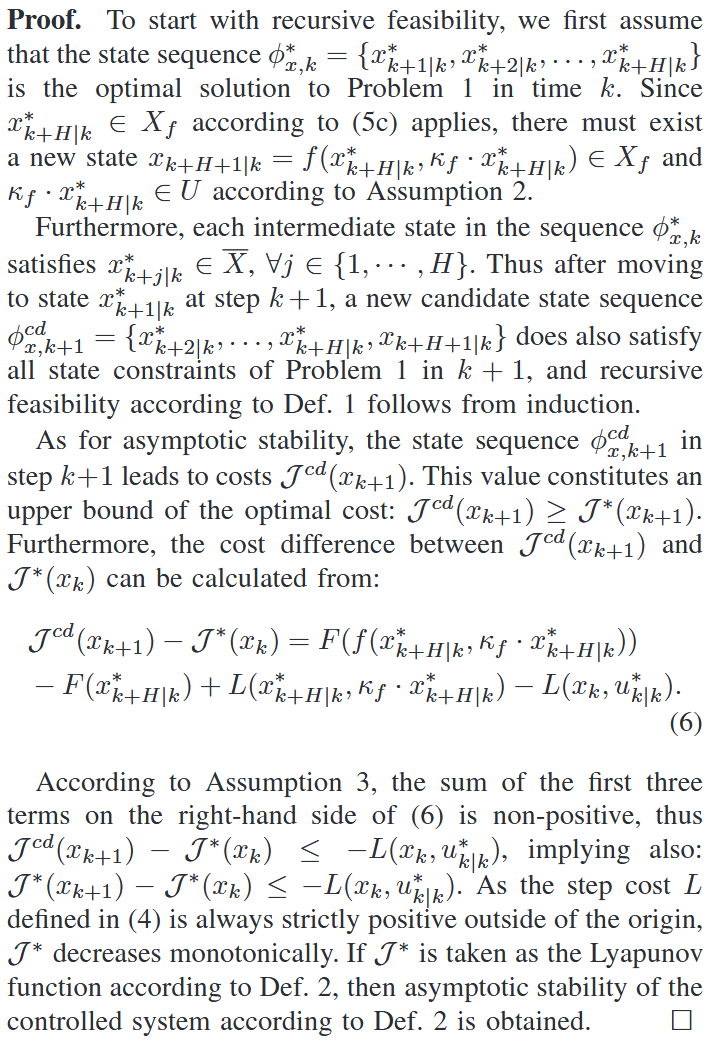 Proof. To start with recursive feasibility, we first assume
that the state sequence $\phi^*_{x,k} = \{x^*_{k+1|k}, x^*_{k+2|k}, \ldots, x^*_{k+H|k}\}$
is the optimal solution to Problem 1 in time $k$. Since
$x^*_{k+H|k} \in X_f$ according to (5c) applies, there must exist
a new state $x_{k+H+1|k} = f(x^*_{k+H|k}, \kappa_f \cdot x^*_{k+H|k}) \in X_f$ and
$\kappa_f \cdot x^*_{k+H|k} \in U$ according to Assumption 2.
Furthermore, each intermediate state in the sequence $\phi^*_{x,k}$
satisfies $x^*_{k+j|k} \in \overline{X}, \forall j \in \{1, \cdots, H\}$. Thus after moving
to state $x^*_{k+1|k}$ at step $k+1$, a new candidate state sequence
$\phi^{cd}_{x,k+1} = \{x^*_{k+2|k}, \ldots, x^*_{k+H|k}, x_{k+H+1|k}\}$ does also satisfy
all state constraints of Problem 1 in $k + 1$, and recursive
feasibility according to Def. 1 follows from induction.
As for asymptotic stability, the state sequence $\phi^{cd}_{x,k+1}$ in
step $k+1$ leads to costs $\mathcal{J}^{cd}(x_{k+1})$. This value constitutes an
upper bound of the optimal cost: $\mathcal{J}^{cd}(x_{k+1}) \geq \mathcal{J}^*(x_{k+1})$.
Furthermore, the cost difference between $\mathcal{J}^{cd}(x_{k+1})$ and
$\mathcal{J}^*(x_k)$ can be calculated from:
$\mathcal{J}^{cd}(x_{k+1}) - \mathcal{J}^*(x_k) = F(f(x^*_{k+H|k}, \kappa_f \cdot x^*_{k+H|k}))$
$- F(x^*_{k+H|k}) + L(x^*_{k+H|k}, \kappa_f \cdot x^*_{k+H|k}) - L(x_k, u^*_{k|k}).$
(6)
According to Assumption 3, the sum of the first three
terms on the right-hand side of (6) is non-positive, thus
$\mathcal{J}^{cd}(x_{k+1}) - \mathcal{J}^*(x_k) \leq -L(x_k, u^*_{k|k})$, implying also:
$\mathcal{J}^*(x_{k+1}) - \mathcal{J}^*(x_k) \leq -L(x_k, u^*_{k|k})$. As the step cost $L$
defined in (4) is always strictly positive outside of the origin,
$\mathcal{J}^*$ decreases monotonically. If $\mathcal{J}^*$ is taken as the Lyapunov
function according to Def. 2, then asymptotic stability of the
controlled system according to Def. 2 is obtained. □